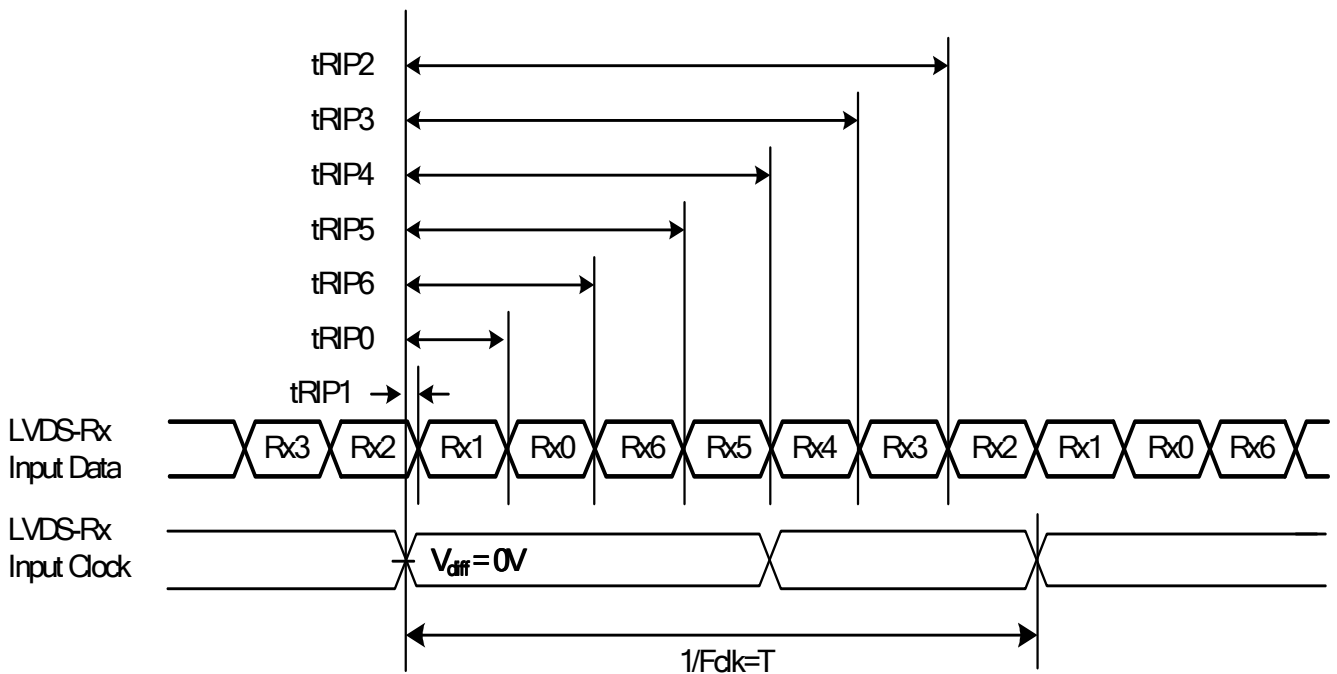 tRIP2
tRIP3
tRIP4
tRIP5
tRIP6
tRIP0
tRIP1
LVDS-Rx
Input Data
Rx3 Rx2 Rx1 Rx0 Rx6 Rx5 Rx4 Rx3 Rx2 Rx1 Rx0 Rx6
LVDS-Rx
Input Clock
Vdiff = 0V
1/Fclk=T